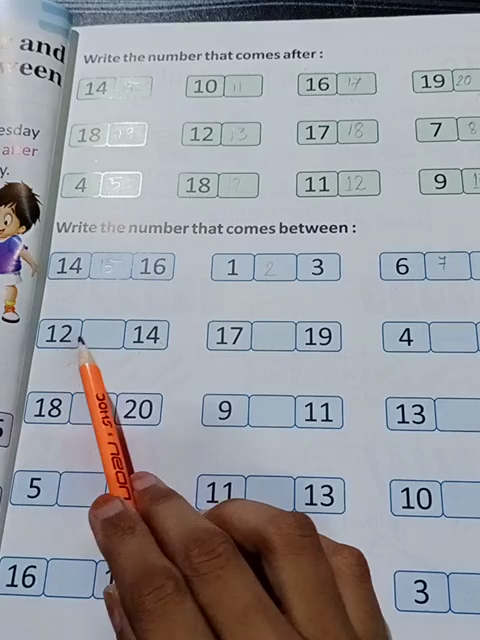 and
Write the number that comes after :
14 10 11 16 17 19 20
esday
18 19 12 13 17 18 7 8
after
y.
4 5 18 11 12 9
Write the number that comes between :
14 15 16 1 2 3 6 7
12 14 17 19 4
18 20 9 11 13
5 11 13 10
16 3
DOMS : neon